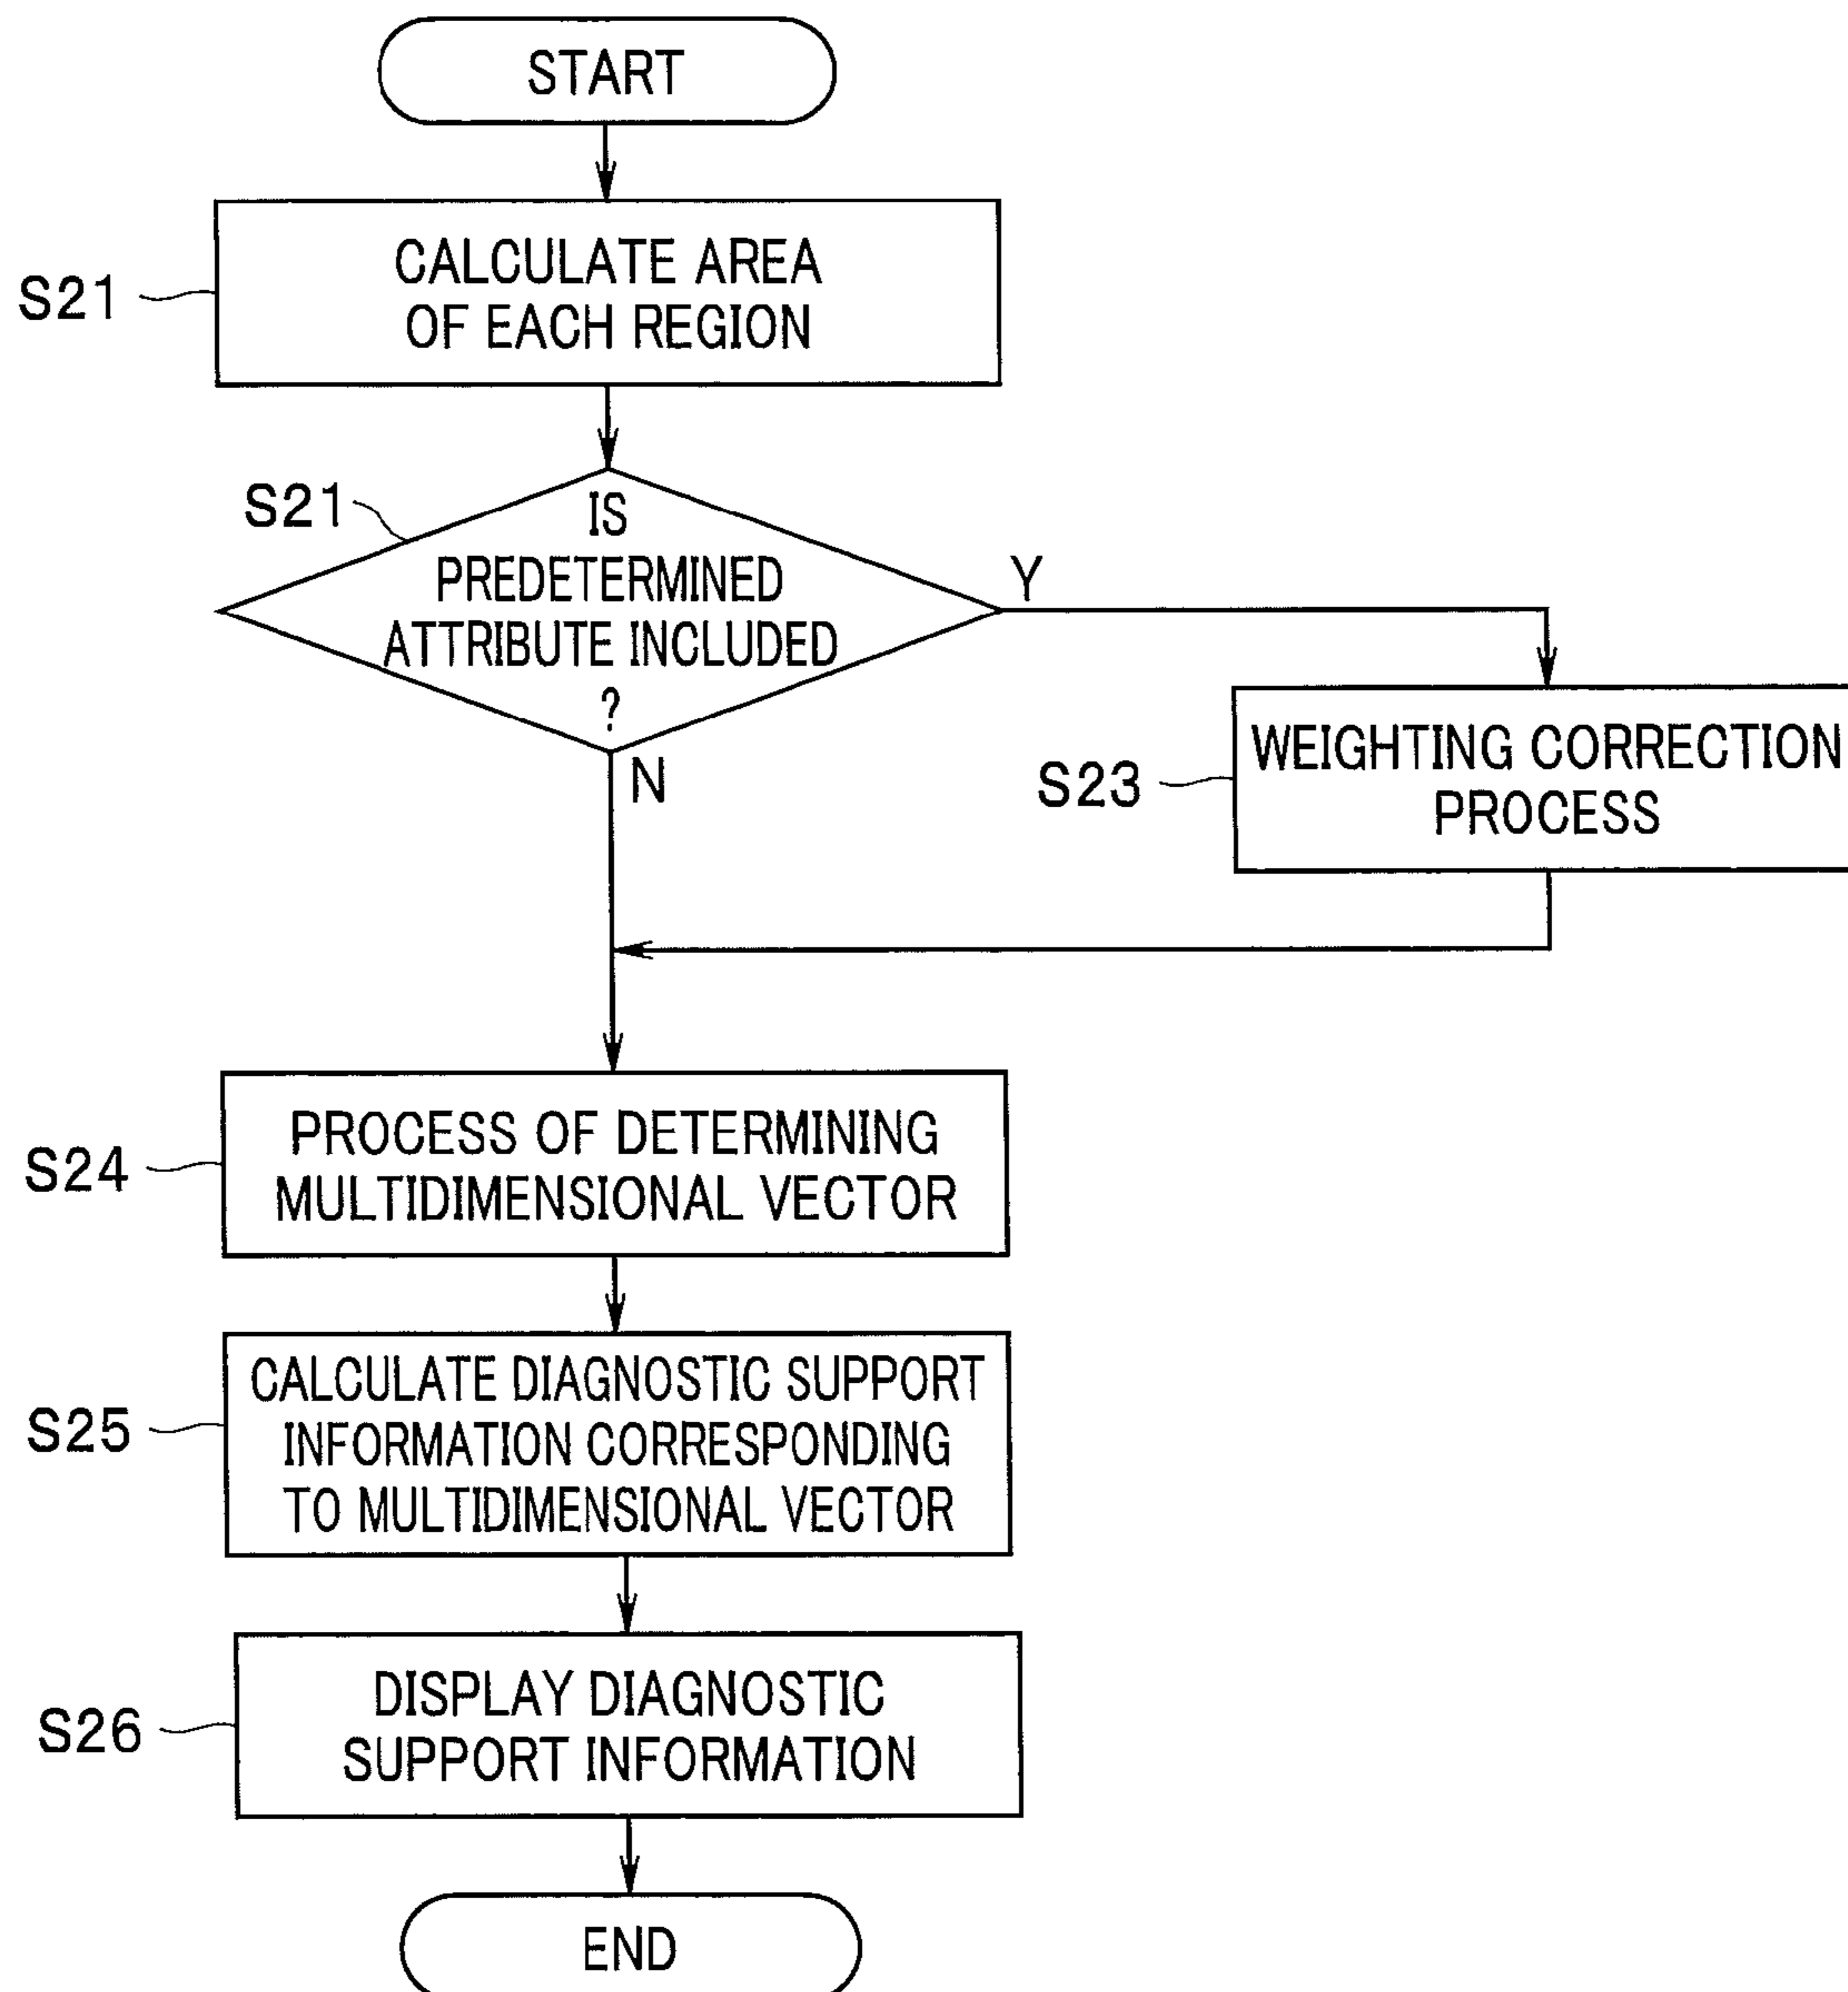 START
S21
CALCULATE AREA
OF EACH REGION
S21
IS
PREDETERMINED
ATTRIBUTE INCLUDED
?
Y
N
S23
WEIGHTING CORRECTION
PROCESS
S24
PROCESS OF DETERMINING
MULTIDIMENSIONAL VECTOR
S25
CALCULATE DIAGNOSTIC SUPPORT
INFORMATION CORRESPONDING
TO MULTIDIMENSIONAL VECTOR
S26
DISPLAY DIAGNOSTIC
SUPPORT INFORMATION
END